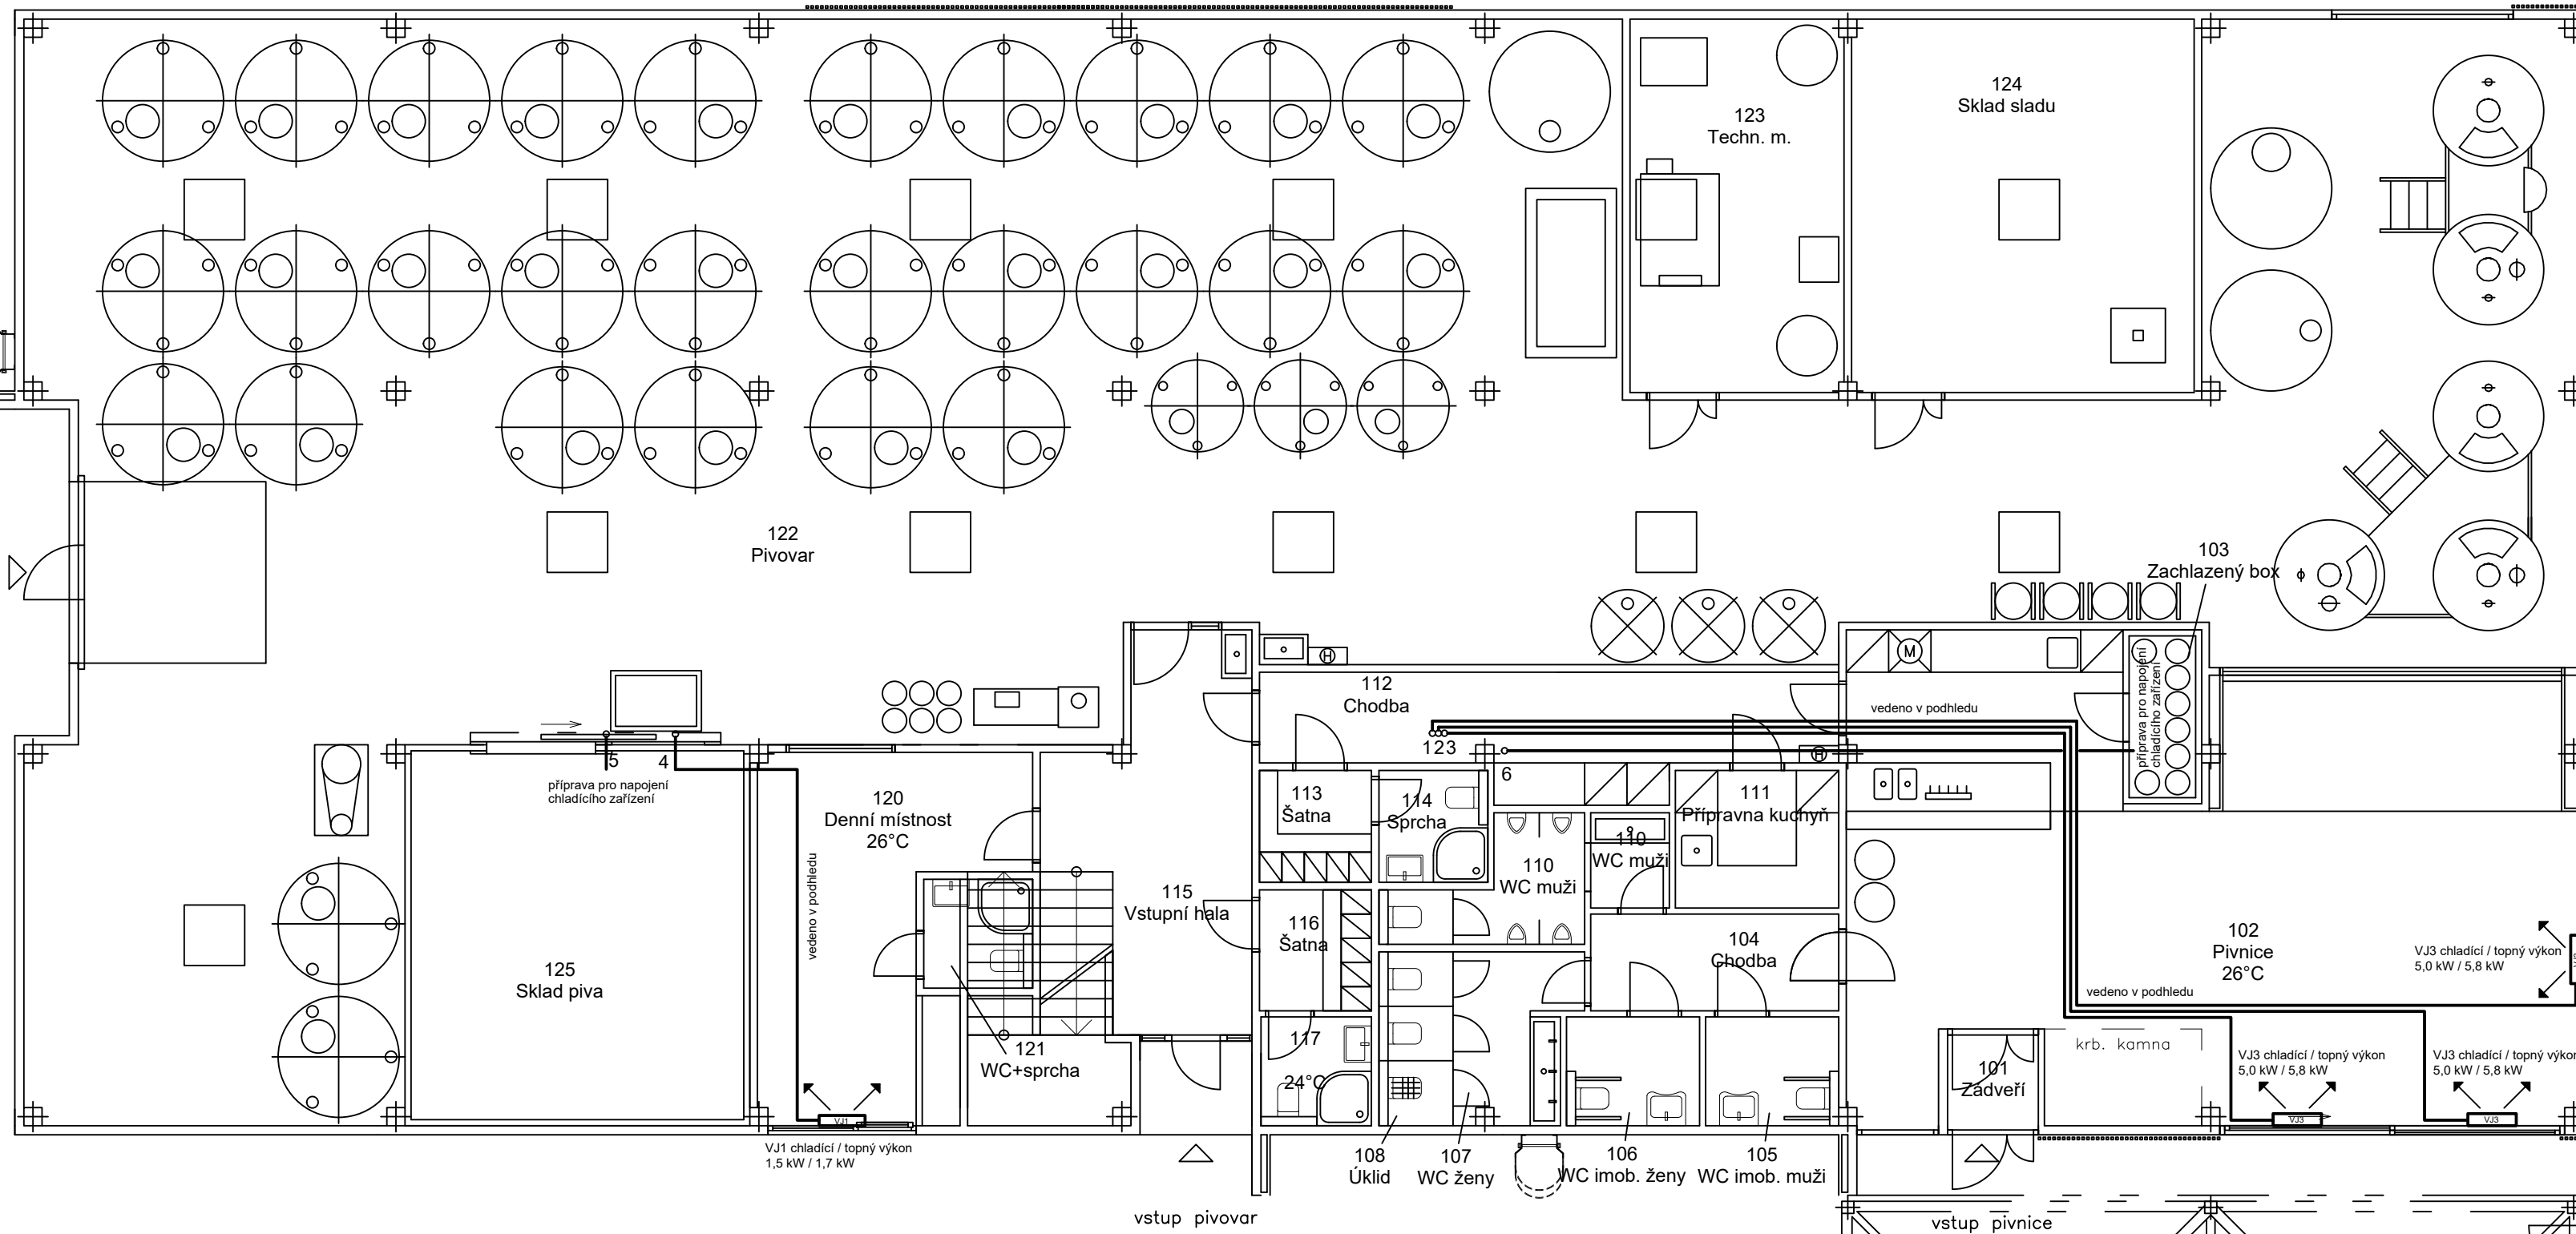 124
Sklad sladu
123
Techn. m.
122
Pivovar
103
Zachlazený box
M
H
112
Chodba
příprava pro napojení
chladícího zařízení
vedeno v podhledu
123
H
5
4
6
příprava pro napojení
chladícího zařízení
120
Denní místnost
26°C
113
Šatna
114
Sprcha
111
Přípravna kuchyň
110
WC muži
110
WC muži
vedeno v podhledu
115
Vstupní hala
116
Šatna
104
Chodba
102
Pivnice
26°C
VJ3 chladící / topný výkon
5,0 kW / 5,8 kW
125
Sklad piva
vedeno v podhledu
121
WC+sprcha
117
24°C
krb. kamna
101
Zádveří
VJ3 chladící / topný výkon
5,0 kW / 5,8 kW
VJ3 chladící / topný výkon
5,0 kW / 5,8 kW
VJ1
VJ3
VJ3
VJ1 chladící / topný výkon
1,5 kW / 1,7 kW
108
Úklid
107
WC ženy
106
WC imob. ženy
105
WC imob. muži
vstup pivovar
vstup pivnice